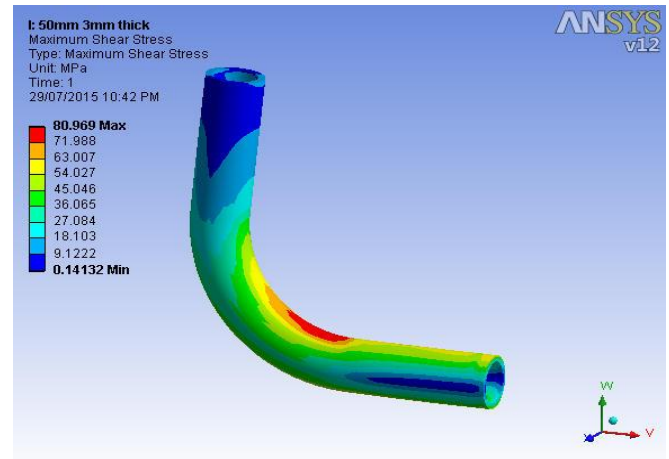 I: 50mm 3mm thick
Maximum Shear Stress
Type: Maximum Shear Stress
Unit: MPa
Time: 1
29/07/2015 10:42 PM
80.969 Max
71.988
63.007
54.027
45.046
36.065
27.084
18.103
9.1222
0.14132 Min
ANSYS
v12
W
V